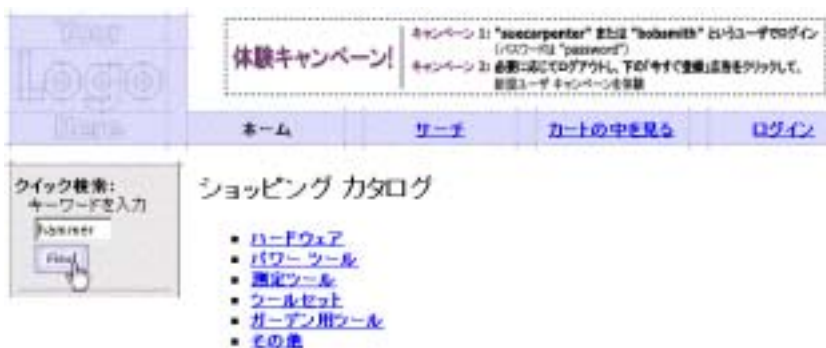 Your
Logo
Here
体験キャンペーン!
キャンペーン 1: "suecarpenter" または "bobsmith" というユーザでログイン
(パスワードは "password")
キャンペーン 2: 必要に応じてログアウトし、下の「今すぐ登録」広告をクリックして、
新規ユーザ キャンペーンを体験
ホーム
サーチ
カートの中を見る
ログイン
クイック検索:
キーワードを入力
hammer
Find
ショッピング カタログ
ハードウェア
パワー ツール
測定ツール
ツールセット
ガーデン用ツール
その他